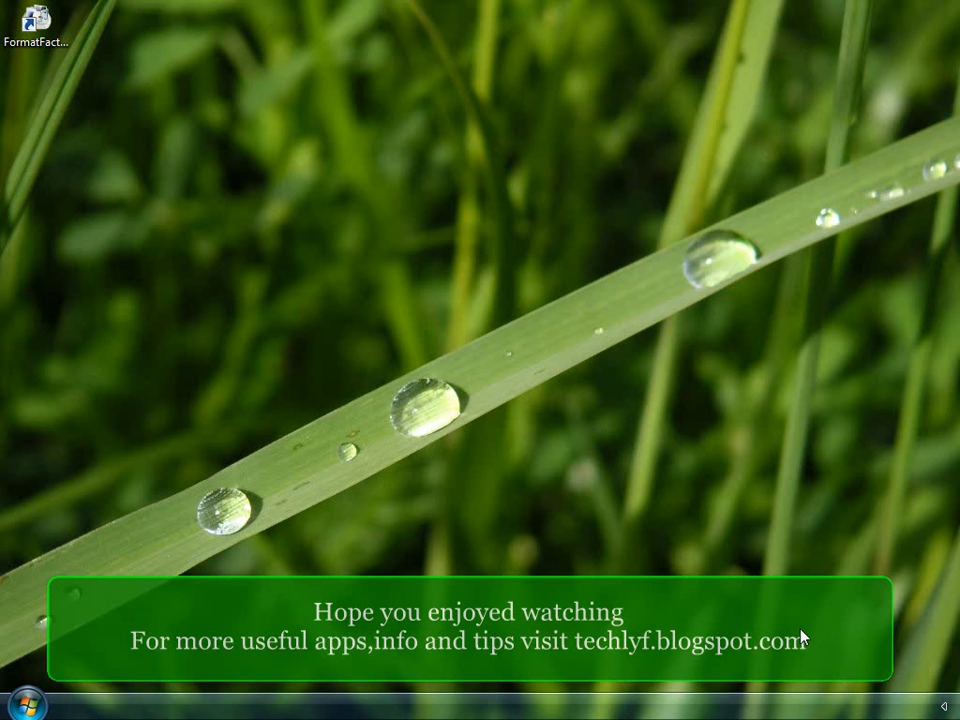 FormatFact...
Hope you enjoyed watching
For more useful apps,info and tips visit techlyf.blogspot.com